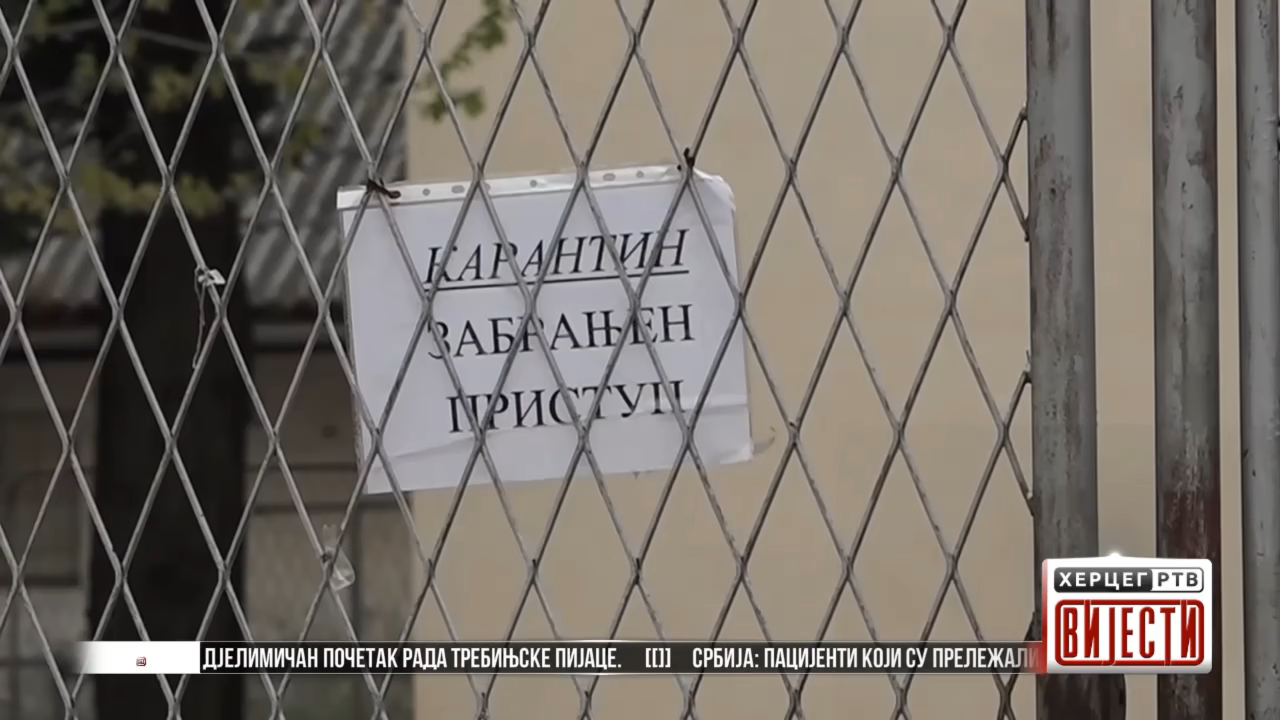 КАРАНТИН
ЗАБРАЊЕН
ПРИСТУП
ХЕРЦЕГ РТВ
ВИЈЕСТИ
ДЈЕЛИМИЧАН ПОЧЕТАК РАДА ТРЕБИЊСКЕ ПИЈАЦЕ. [[]] СРБИЈА: ПАЦИЈЕНТИ КОЈИ СУ ПРЕЛЕЖАЛИ